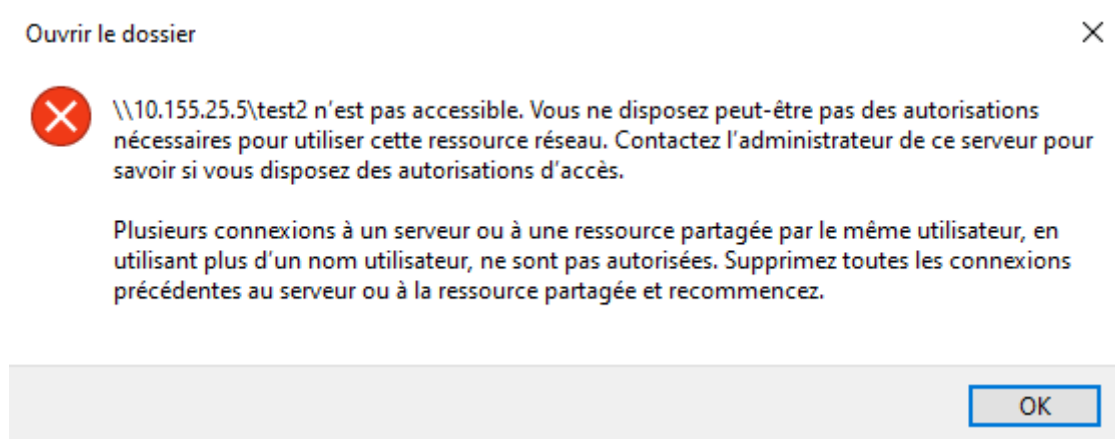 Ouvrir le dossier
\\10.155.25.5\test2 n’est pas accessible. Vous ne disposez peut-être pas des autorisations
nécessaires pour utiliser cette ressource réseau. Contactez l’administrateur de ce serveur pour
savoir si vous disposez des autorisations d’accès.
Plusieurs connexions à un serveur ou à une ressource partagée par le même utilisateur, en
utilisant plus d’un nom utilisateur, ne sont pas autorisées. Supprimez toutes les connexions
précédentes au serveur ou à la ressource partagée et recommencez.
OK